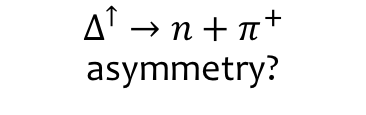 Δ↑ → n + π⁺
asymmetry?